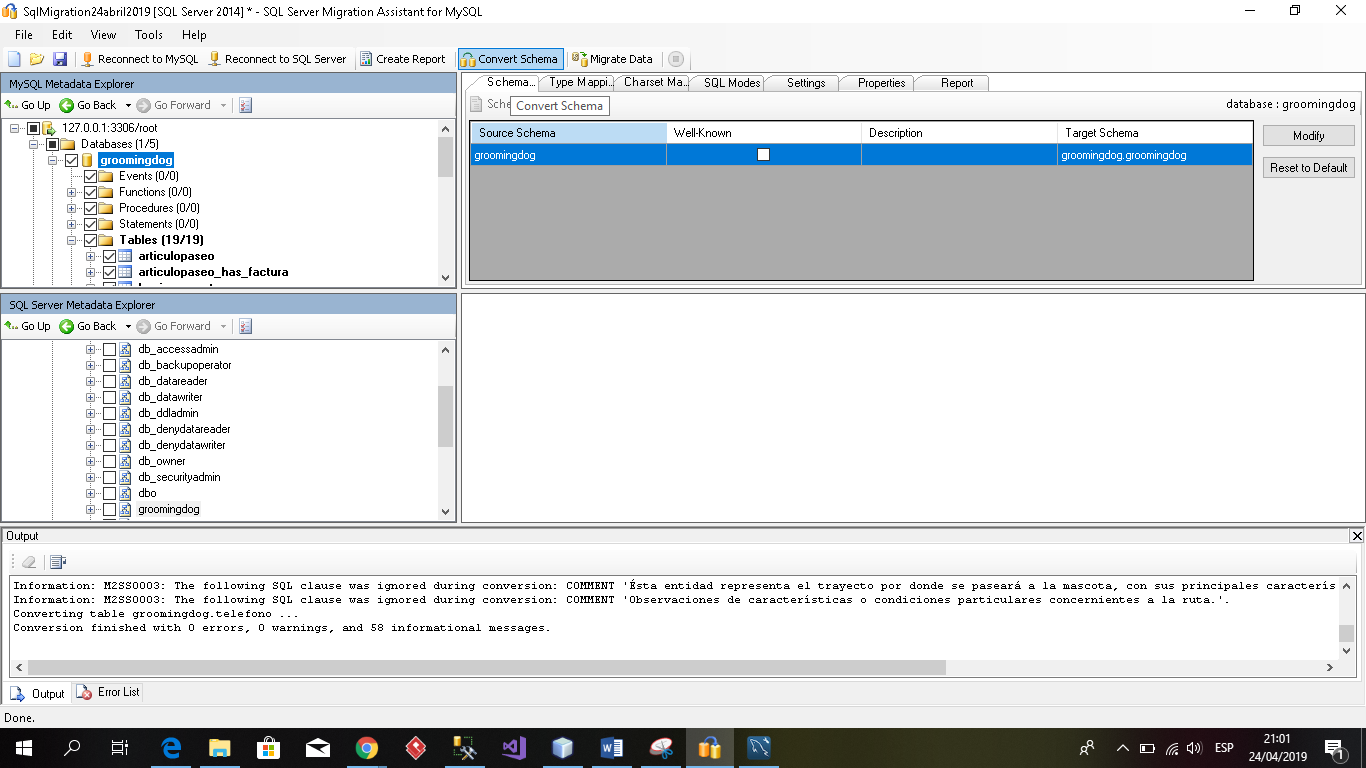 SqlMigration24abril2019 [SQL Server 2014] * - SQL Server Migration Assistant for MySQL
File Edit View Tools Help
Reconnect to MySQL Reconnect to SQL Server Create Report Convert Schema Migrate Data
MySQL Metadata Explorer
Go Up Go Back Go Forward
127.0.0.1:3306/root
Databases (1/5)
groomingdog
Events (0/0)
Functions (0/0)
Procedures (0/0)
Statements (0/0)
Tables (19/19)
articulopaseo
articulopaseo_has_factura
Schema... Type Mappi... Charset Ma... SQL Modes Settings Properties Report
Sche
Convert Schema
database : groomingdog
Source Schema Well-Known Description Target Schema
groomingdog groomingdog.groomingdog
Modify
Reset to Default
SQL Server Metadata Explorer
Go Up Go Back Go Forward
db_accessadmin
db_backupoperator
db_datareader
db_datawriter
db_ddladmin
db_denydatareader
db_denydatawriter
db_owner
db_securityadmin
dbo
groomingdog
Output
Information: M2SS0003: The following SQL clause was ignored during conversion: COMMENT 'Ésta entidad representa el trayecto por donde se paseará a la mascota, con sus principales caracterís
Information: M2SS0003: The following SQL clause was ignored during conversion: COMMENT 'Observaciones de características o condiciones particulares concernientes a la ruta.'.
Converting table groomingdog.telefono ...
Conversion finished with 0 errors, 0 warnings, and 58 informational messages.
Output Error List
Done.
ESP
21:01
24/04/2019
1